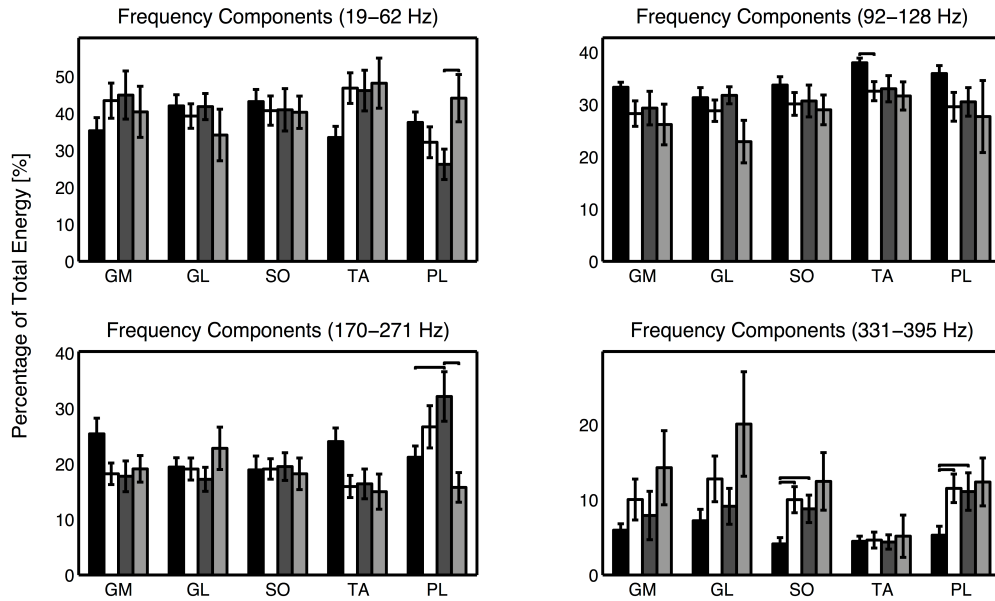 Frequency Components (19–62 Hz)
Frequency Components (92–128 Hz)
Percentage of Total Energy [%]
50
40
30
20
10
0
GM GL SO TA PL
40
30
20
10
0
GM GL SO TA PL
Frequency Components (170–271 Hz)
Frequency Components (331–395 Hz)
40
30
20
10
0
GM GL SO TA PL
20
10
0
GM GL SO TA PL